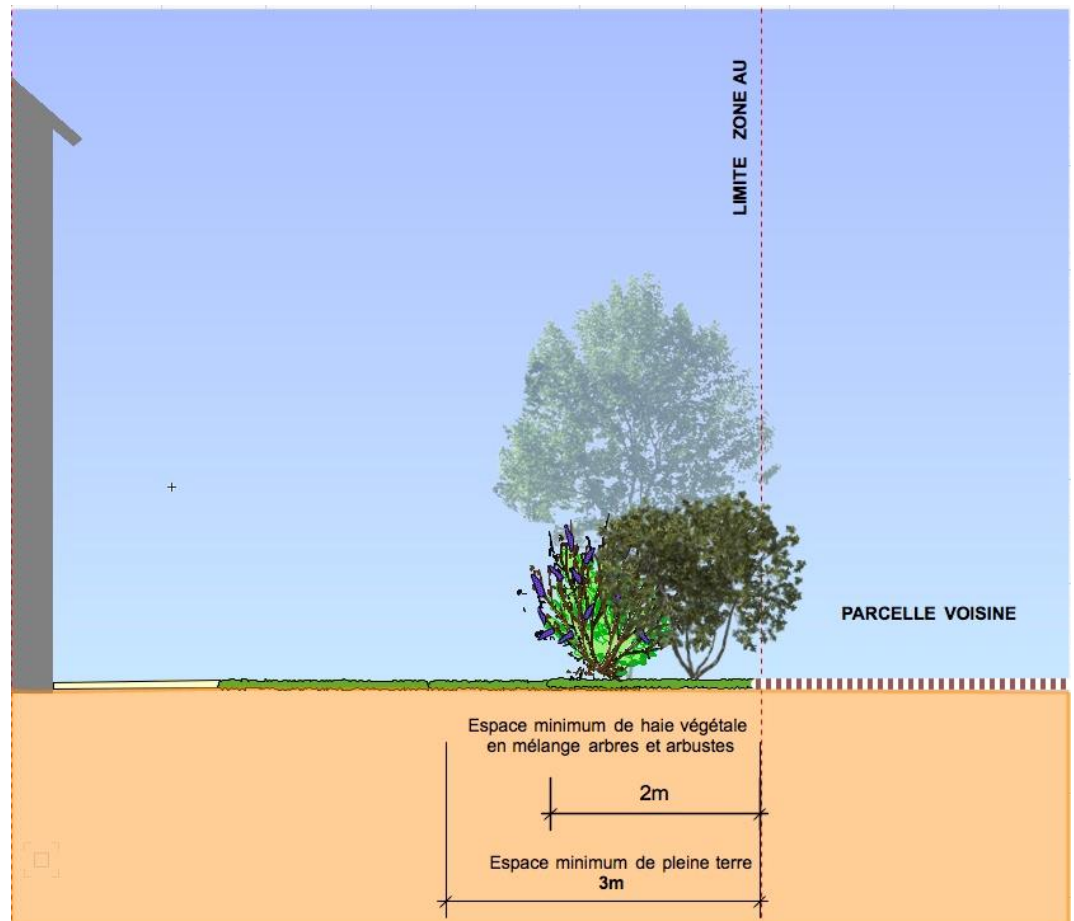 LIMITE ZONE AU
PARCELLE VOISINE
Espace minimum de haie végétale
en mélange arbres et arbustes
2m
Espace minimum de pleine terre
3m